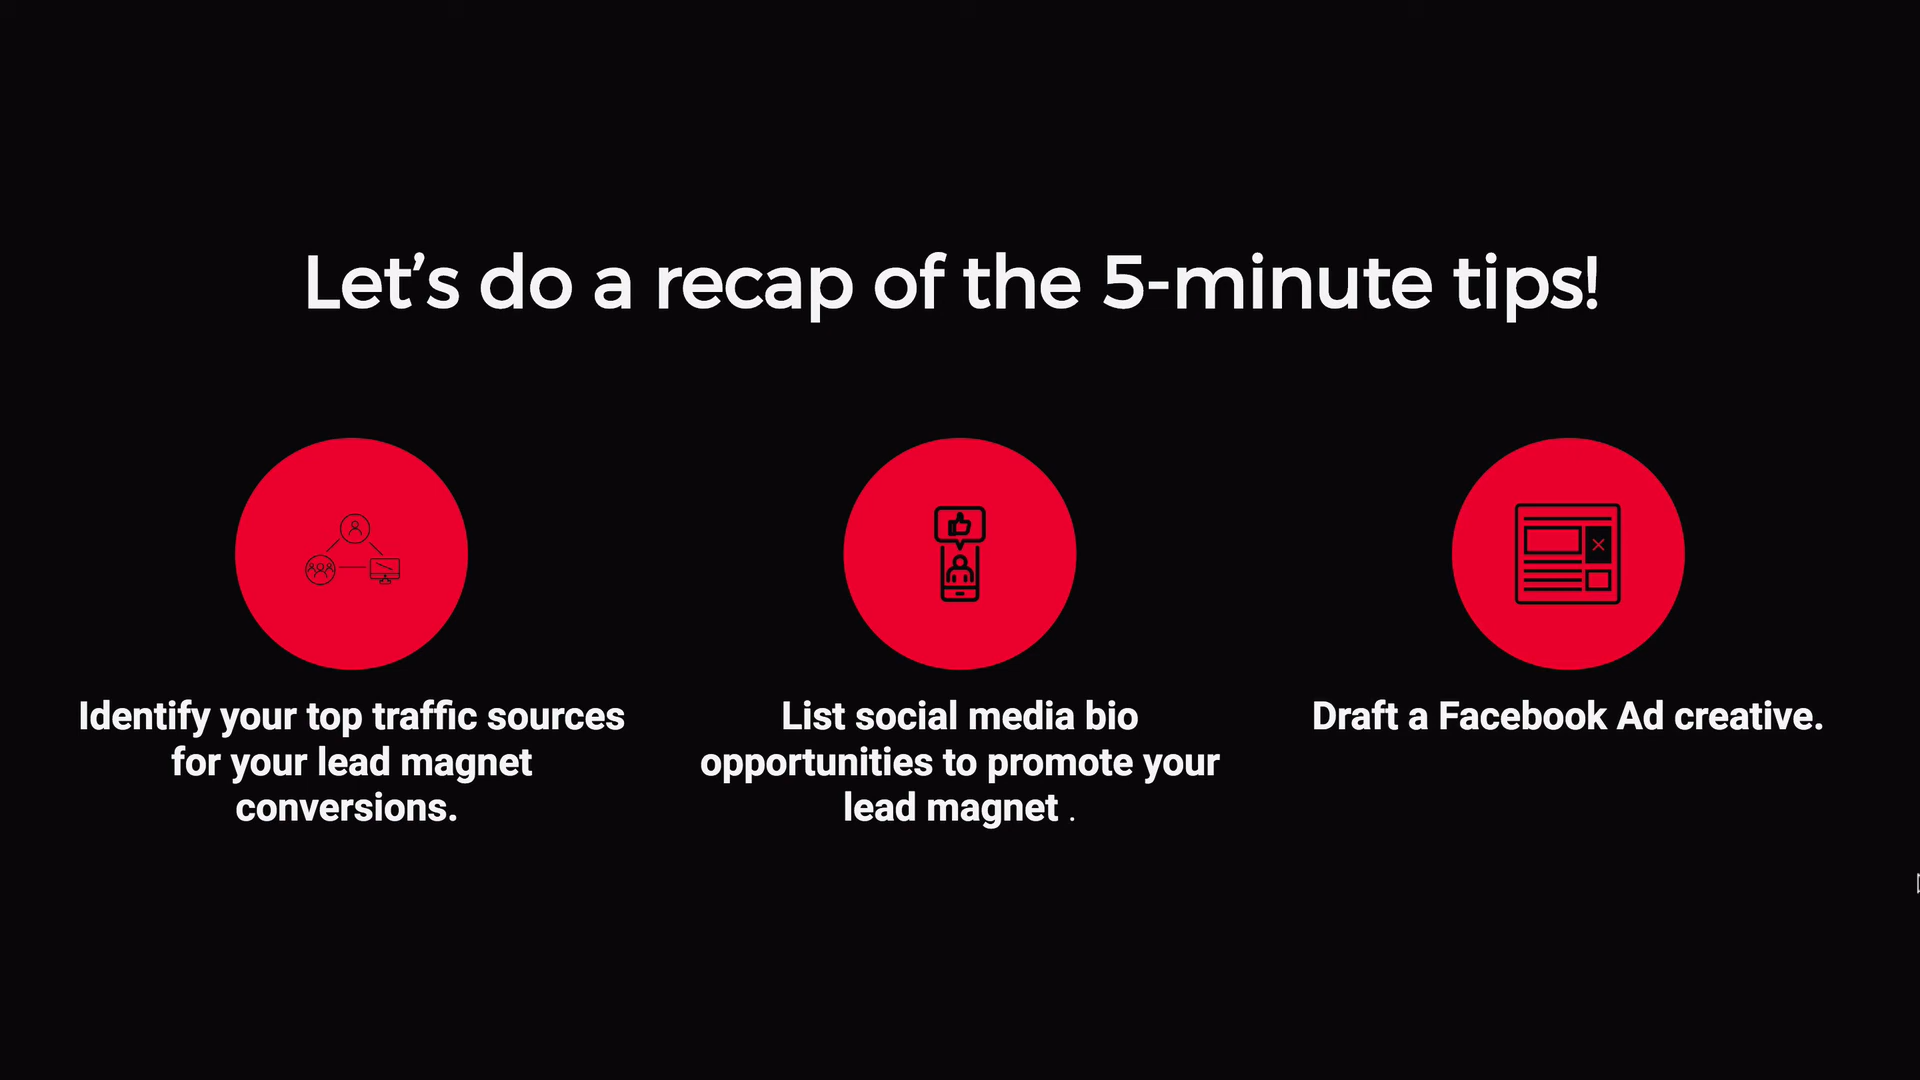 Let’s do a recap of the 5-minute tips!
Identify your top traffic sources
for your lead magnet
conversions.
List social media bio
opportunities to promote your
lead magnet .
Draft a Facebook Ad creative.